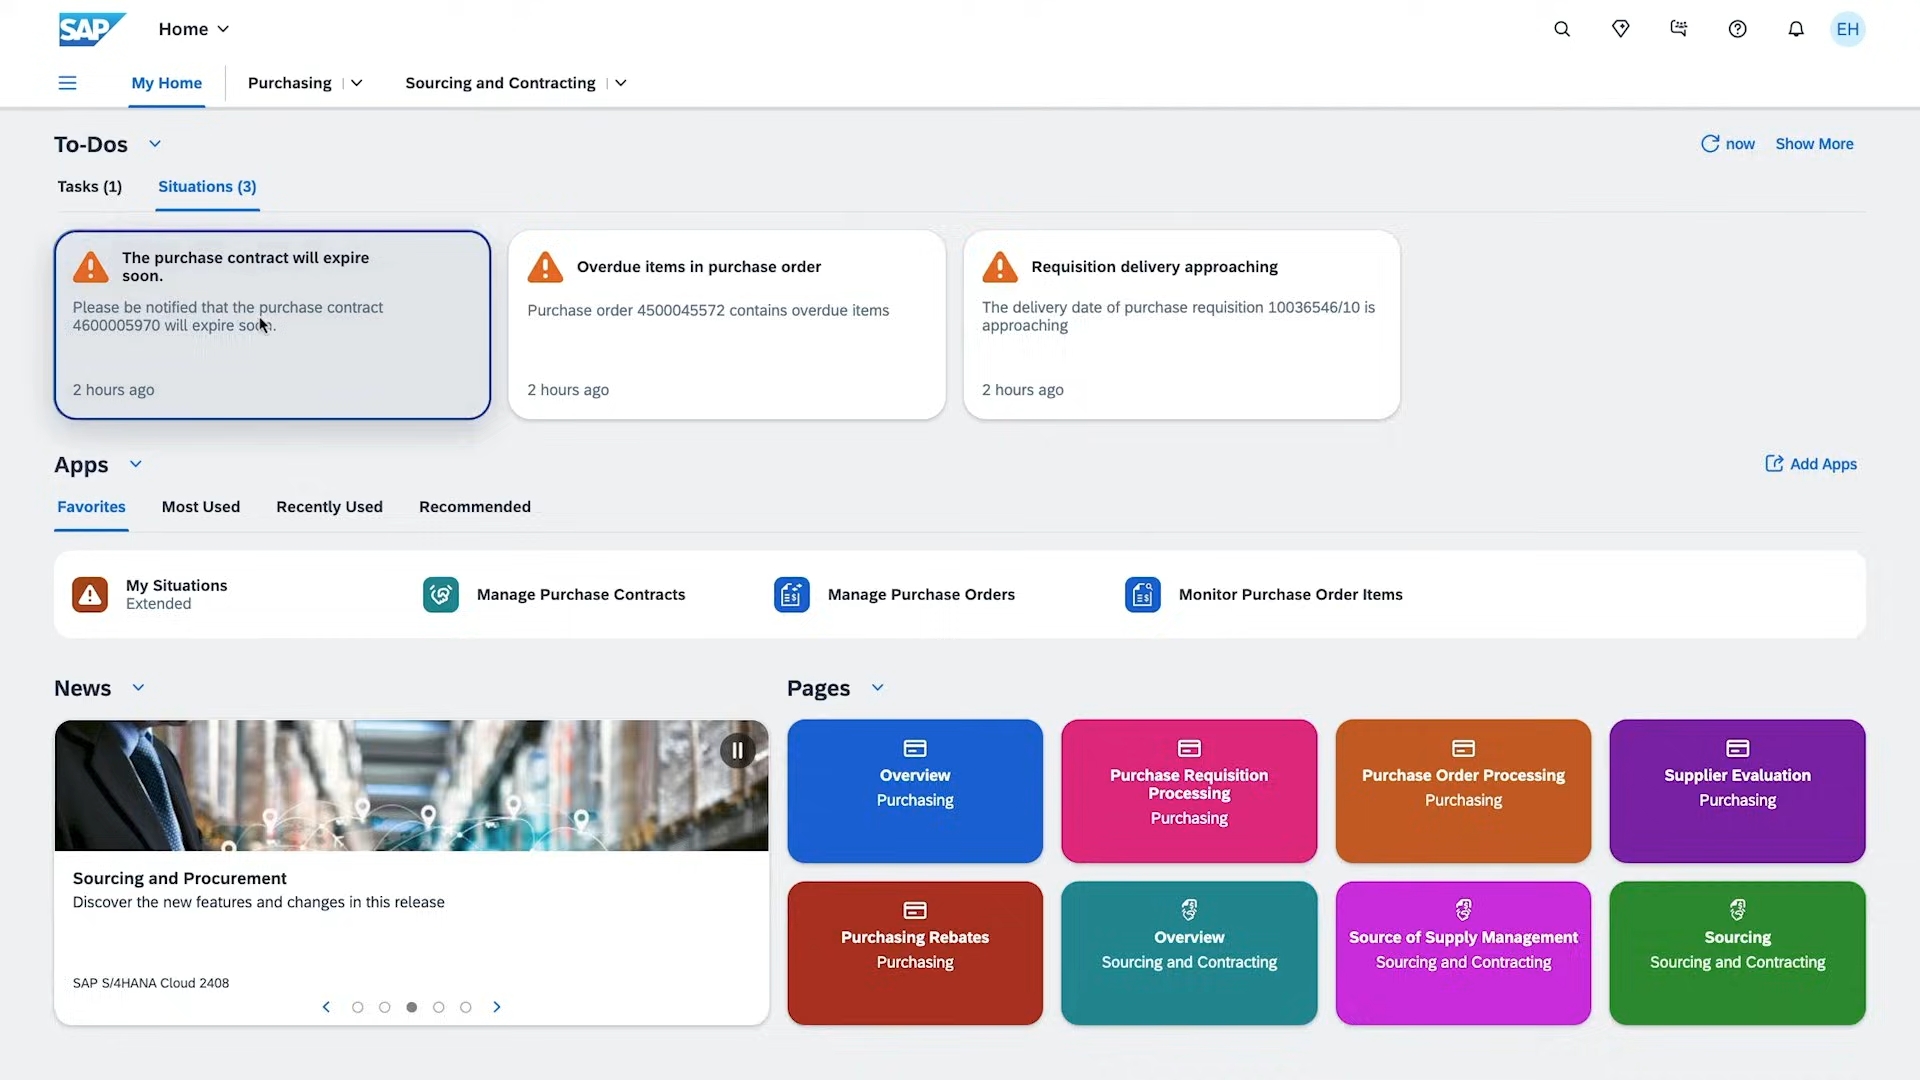 SAP
Home
EH
My Home
Purchasing
Sourcing and Contracting
To-Dos
now
Show More
Tasks (1)
Situations (3)
The purchase contract will expire
soon.
Please be notified that the purchase contract
4600005970 will expire soon.
2 hours ago
Overdue items in purchase order
Purchase order 4500045572 contains overdue items
2 hours ago
Requisition delivery approaching
The delivery date of purchase requisition 10036546/10 is
approaching
2 hours ago
Apps
Add Apps
Favorites
Most Used
Recently Used
Recommended
My Situations
Extended
Manage Purchase Contracts
Manage Purchase Orders
Monitor Purchase Order Items
News
Sourcing and Procurement
Discover the new features and changes in this release
SAP S/4HANA Cloud 2408
Pages
Overview
Purchasing
Purchase Requisition
Processing
Purchasing
Purchase Order Processing
Purchasing
Supplier Evaluation
Purchasing
Purchasing Rebates
Purchasing
Overview
Sourcing and Contracting
Source of Supply Management
Sourcing and Contracting
Sourcing
Sourcing and Contracting